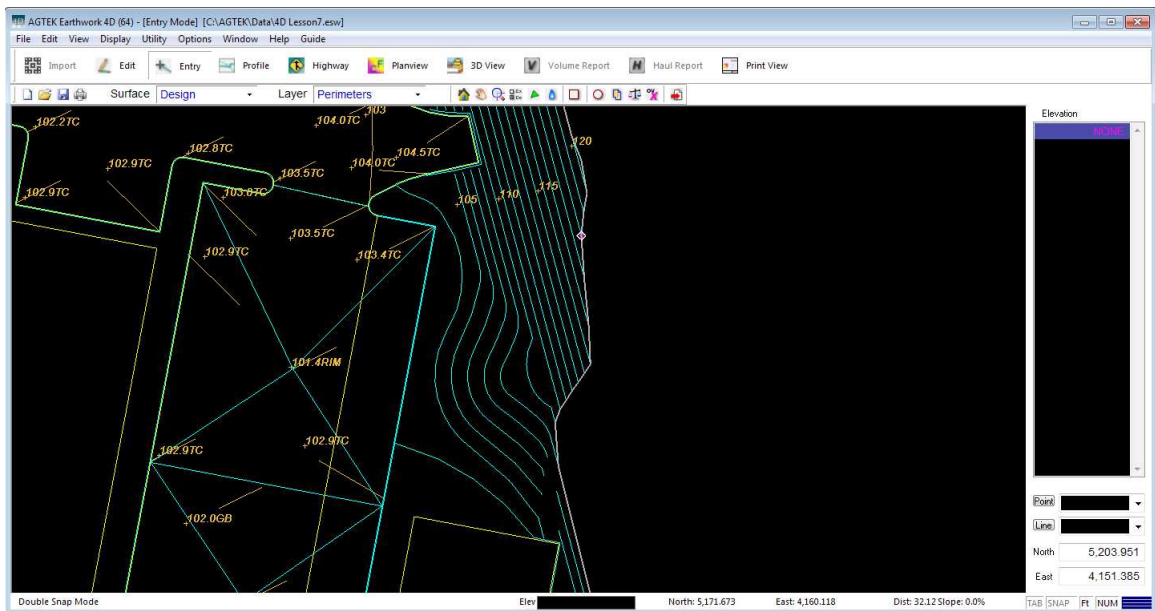 AGTEK Earthwork 4D (64) - [Entry Mode] [C:\AGTEK\Data\4D Lesson7.esw]
File Edit View Display Utility Options Window Help Guide
Import Edit Entry Profile Highway Planview 3D View Volume Report Haul Report Print View
Surface Design Layer Perimeters
Elevation
NONE
103
102.2TC
104.0TC
120
102.8TC
104.5TC
102.9TC
104.0TC
103.5TC
115
102.9TC
103.0TC
110
105
103.5TC
102.9TC
103.4TC
101.4RIM
102.9TC
102.9TC
102.0GB
Point
Line
North 5,203.951
East 4,151.385
Double Snap Mode Elev North: 5,171.673 East: 4,160.118 Dist: 32.12 Slope: 0.0% TAB SNAP Ft NUM